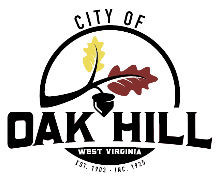 CITY OF
OAK HILL
WEST VIRGINIA
EST. 1903 · INC. 1935